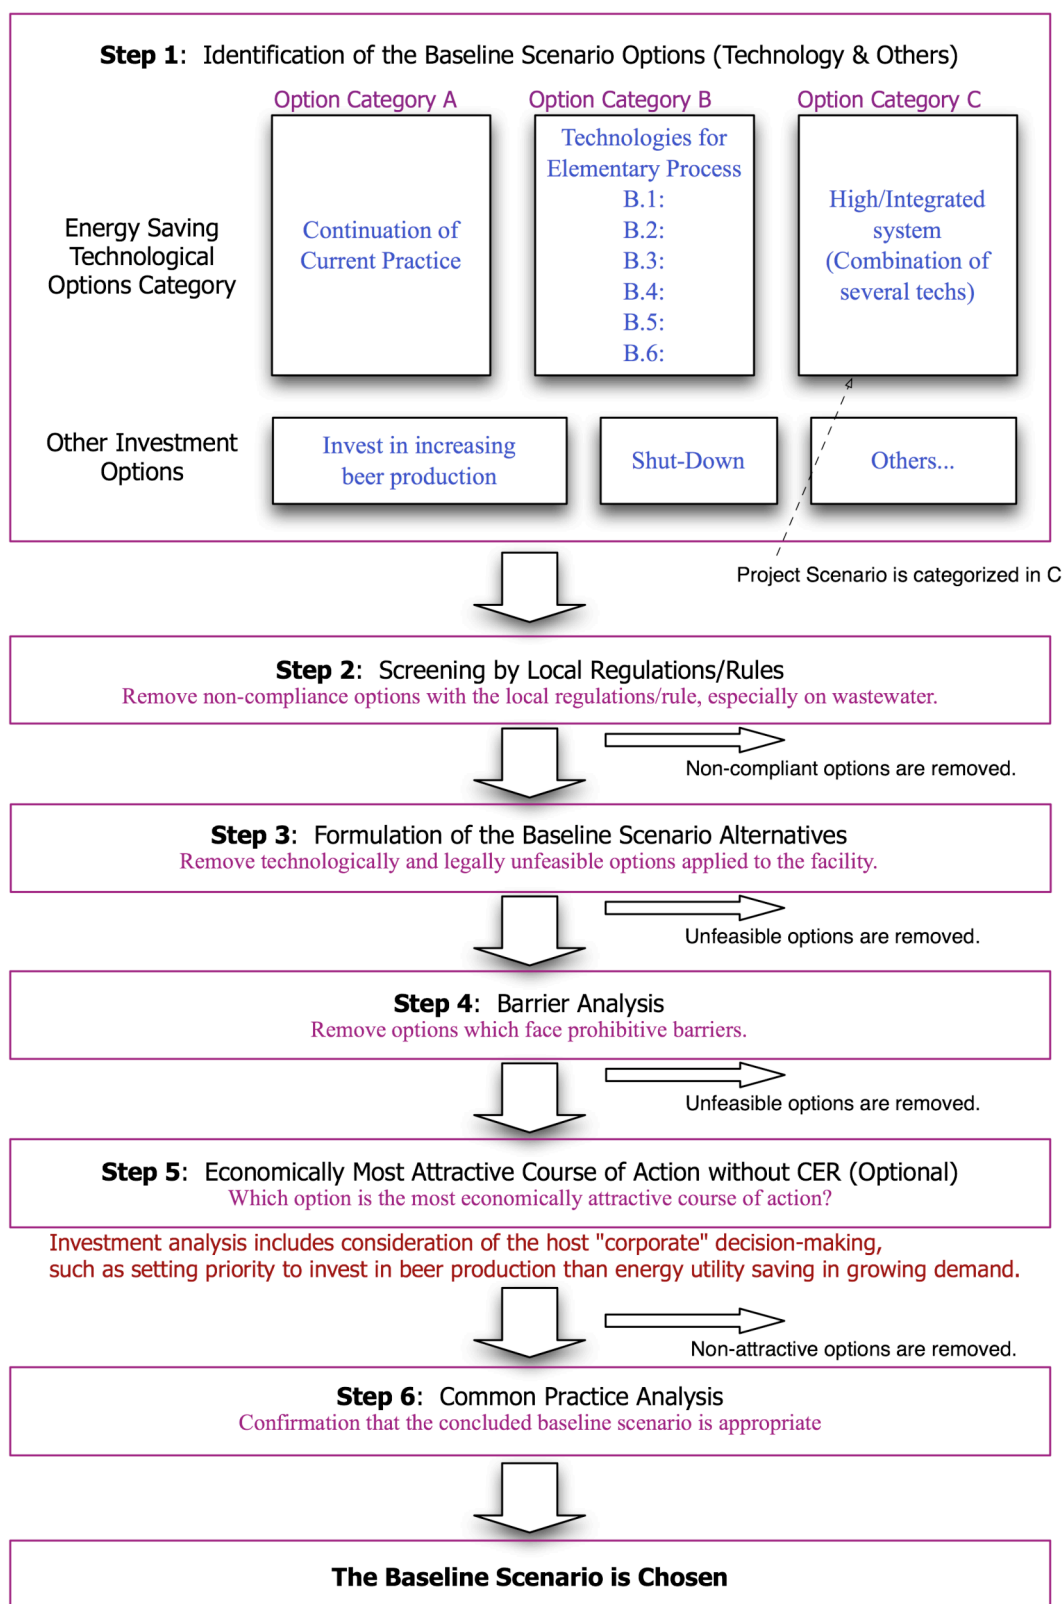 Step 1:  Identification of the Baseline Scenario Options (Technology & Others)
Option Category A
Option Category B
Option Category C
Energy Saving
Technological
Options Category
Continuation of
Current Practice
Technologies for
Elementary Process
B.1:
B.2:
B.3:
B.4:
B.5:
B.6:
High/Integrated
system
(Combination of
several techs)
Other Investment
Options
Invest in increasing
beer production
Shut-Down
Others...
Project Scenario is categorized in C
Step 2:  Screening by Local Regulations/Rules
Remove non-compliance options with the local regulations/rule, especially on wastewater.
Non-compliant options are removed.
Step 3:  Formulation of the Baseline Scenario Alternatives
Remove technologically and legally unfeasible options applied to the facility.
Unfeasible options are removed.
Step 4:  Barrier Analysis
Remove options which face prohibitive barriers.
Unfeasible options are removed.
Step 5:  Economically Most Attractive Course of Action without CER (Optional)
Which option is the most economically attractive course of action?
Investment analysis includes consideration of the host "corporate" decision-making,
such as setting priority to invest in beer production than energy utility saving in growing demand.
Non-attractive options are removed.
Step 6:  Common Practice Analysis
Confirmation that the concluded baseline scenario is appropriate
The Baseline Scenario is Chosen